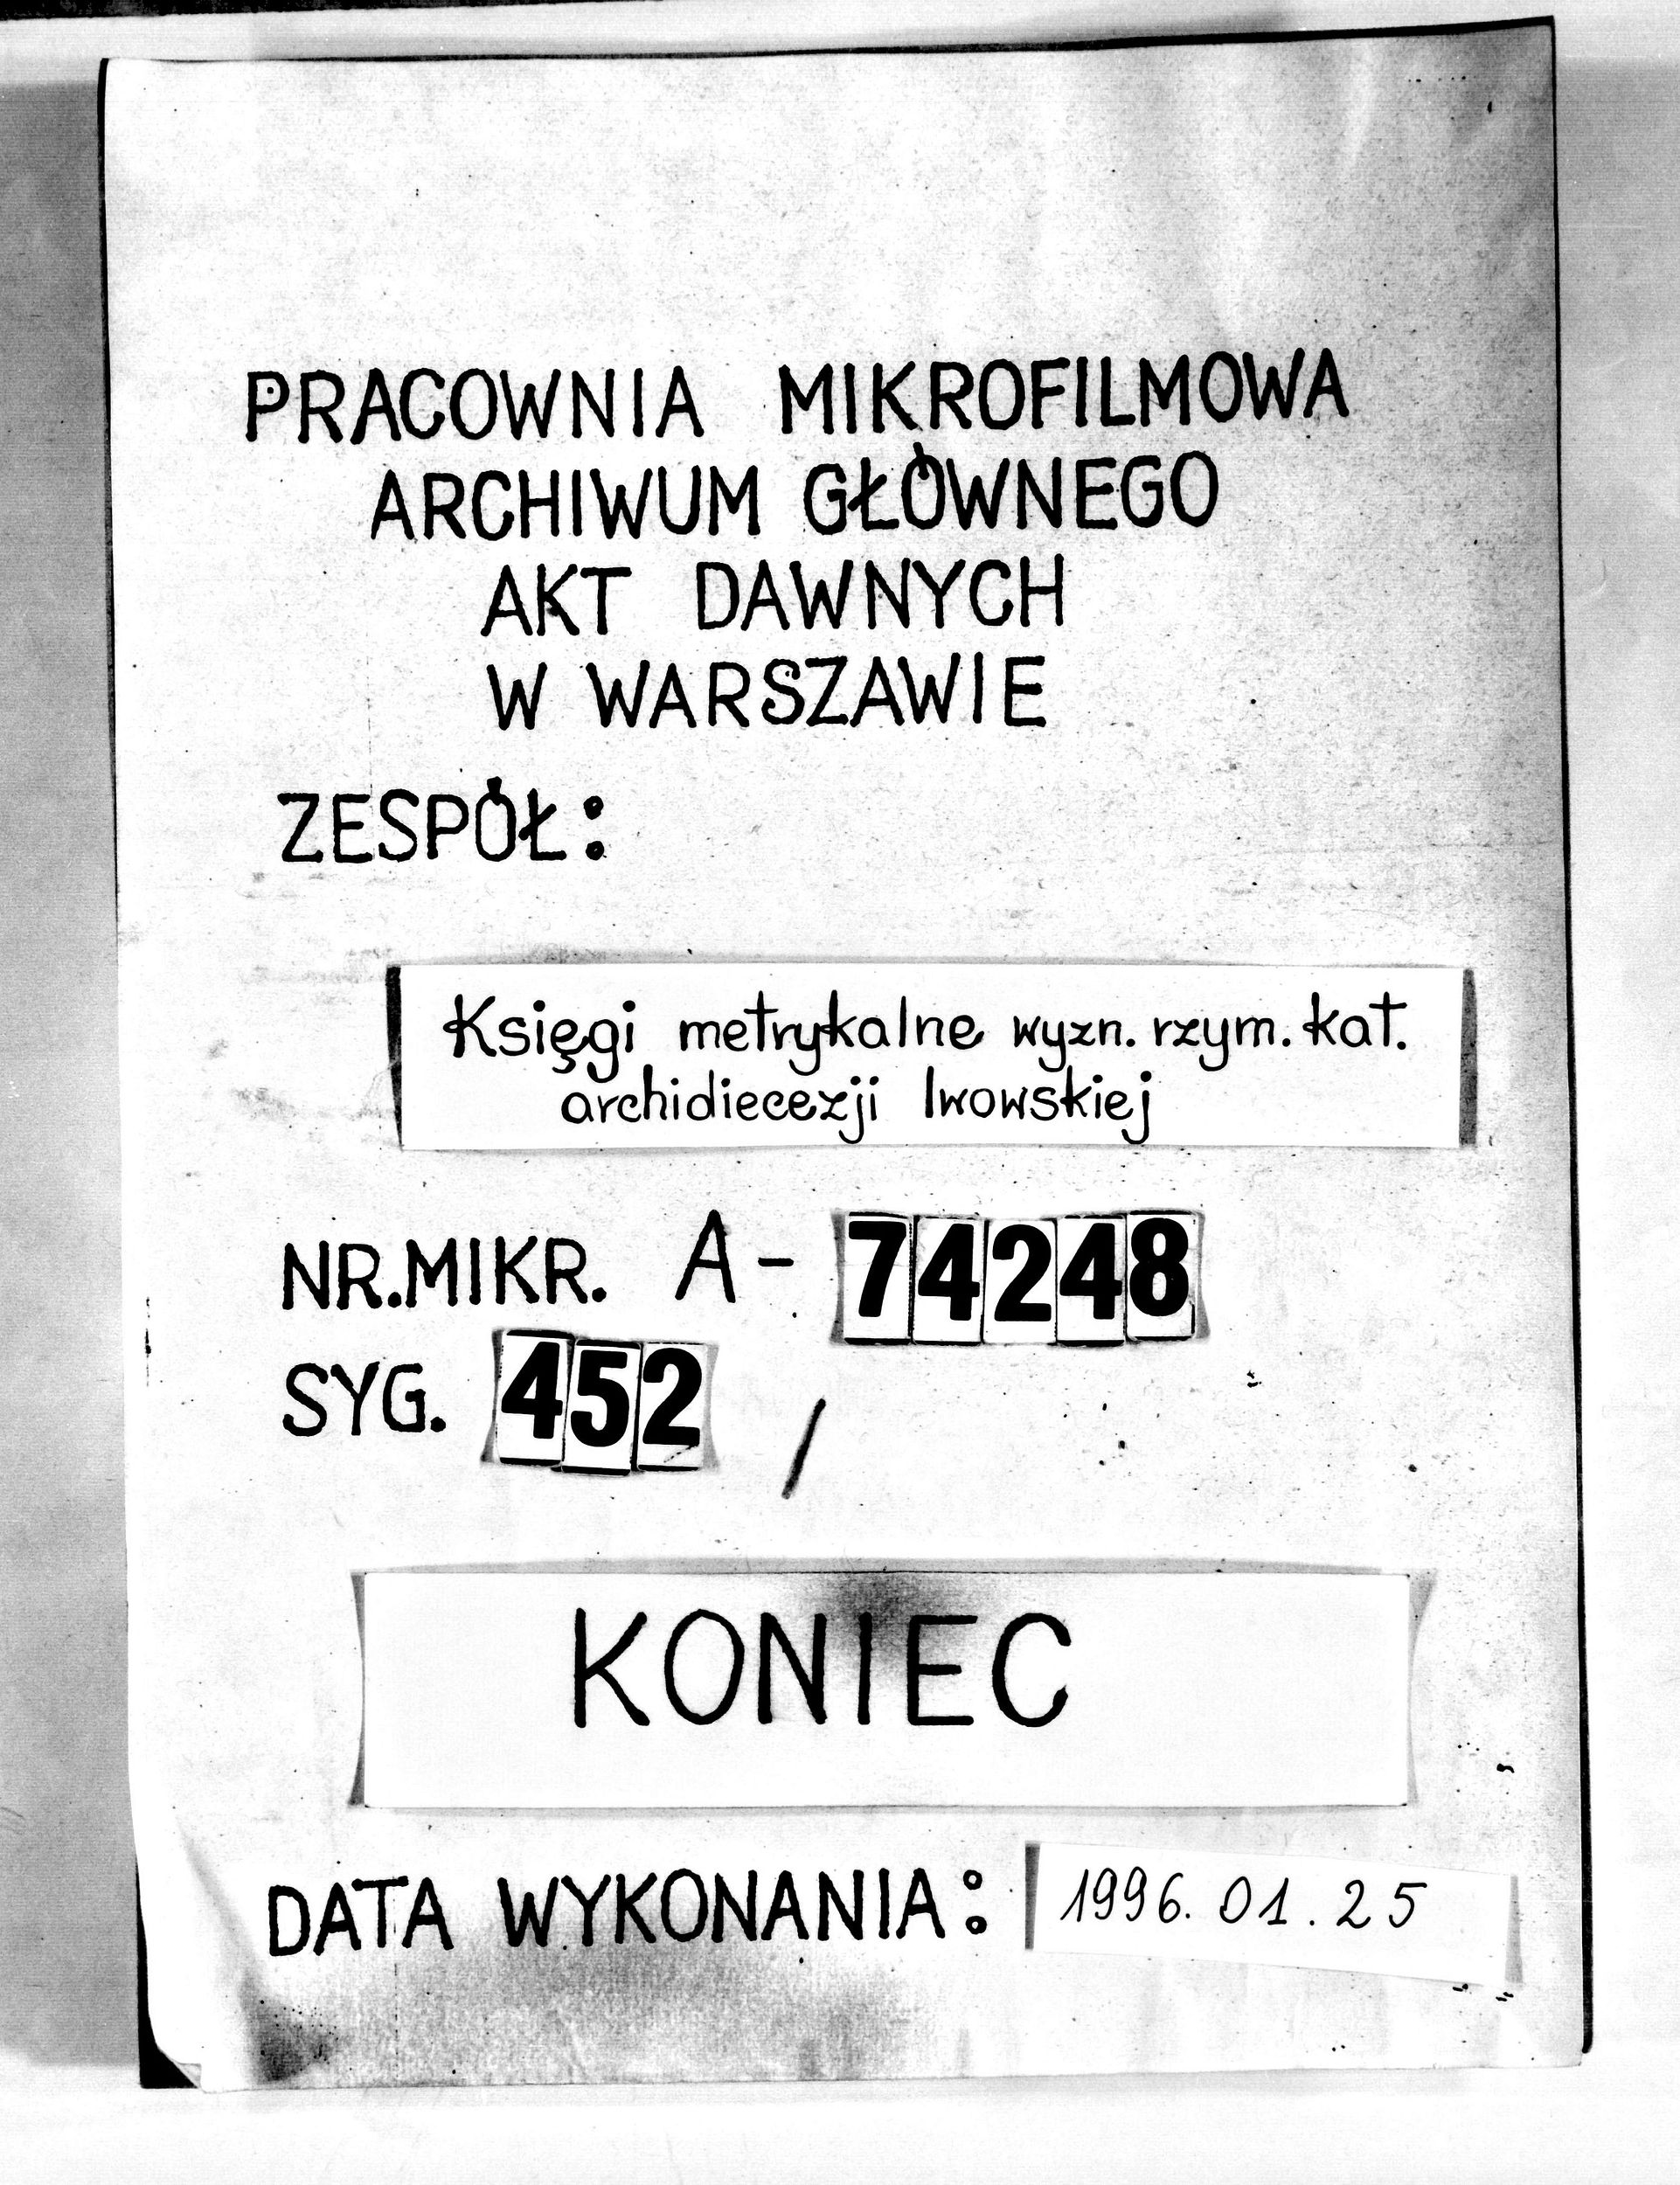 PRACOWNIA MIKROFILMOWA
ARCHIWUM GŁÓWNEGO
AKT DAWNYCH
W WARSZAWIE
ZESPÓŁ:
Księgi metrykalne wyzn. rzym. kat.
archidiecezji lwowskiej
NR. MIKR. A- 74248
SYG. 452 /
KONIEC
DATA WYKONANIA: 1996. 01. 25